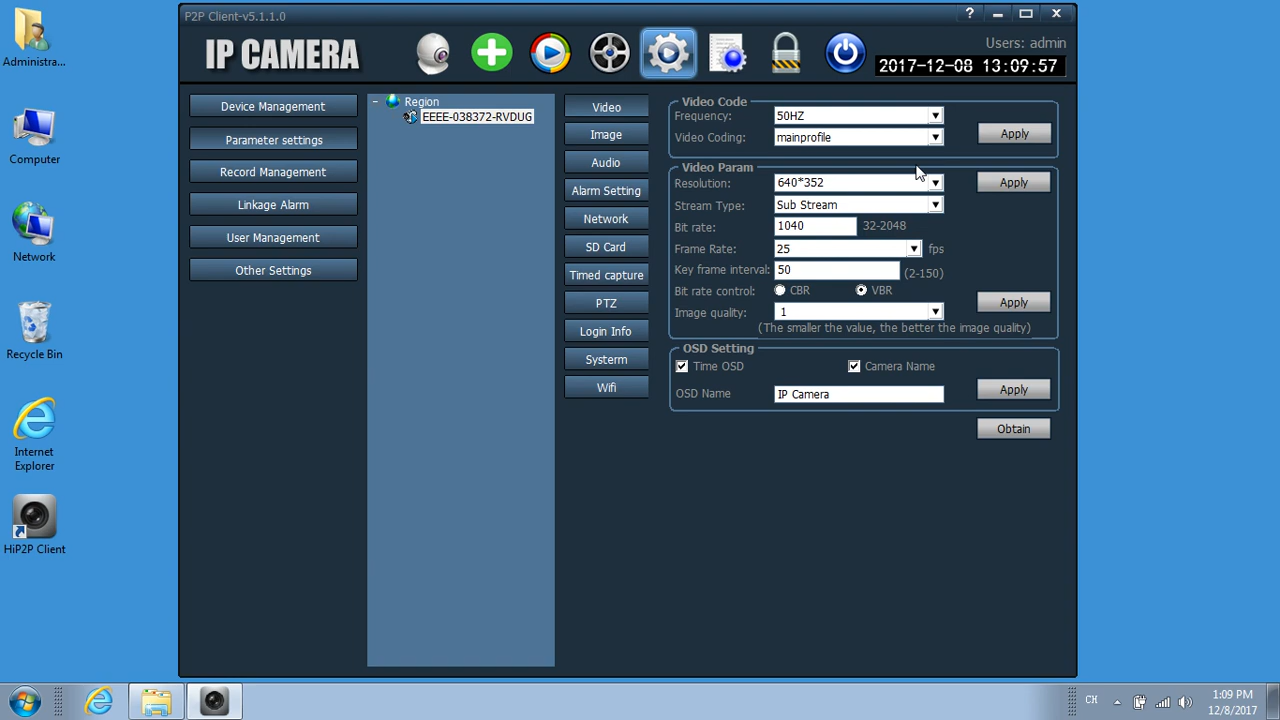 P2P Client-v5.1.1.0
?
IP CAMERA
Users: admin
2017-12-08 13:09:57
Administra...
Computer
Network
Recycle Bin
Internet
Explorer
HiP2P Client
Device Management
Parameter settings
Record Management
Linkage Alarm
User Management
Other Settings
Region
EEEE-038372-RVDUG
Video
Image
Audio
Alarm Setting
Network
SD Card
Timed capture
PTZ
Login Info
Systerm
Wifi
Video Code
Frequency: 50HZ
Video Coding: mainprofile Apply
Video Param
Resolution: 640*352 Apply
Stream Type: Sub Stream
Bit rate: 1040 32-2048
Frame Rate: 25 fps
Key frame interval: 50 (2-150)
Bit rate control: CBR VBR Apply
Image quality: 1
(The smaller the value, the better the image quality)
OSD Setting
Time OSD Camera Name
OSD Name IP Camera Apply
Obtain
CH
1:09 PM
12/8/2017